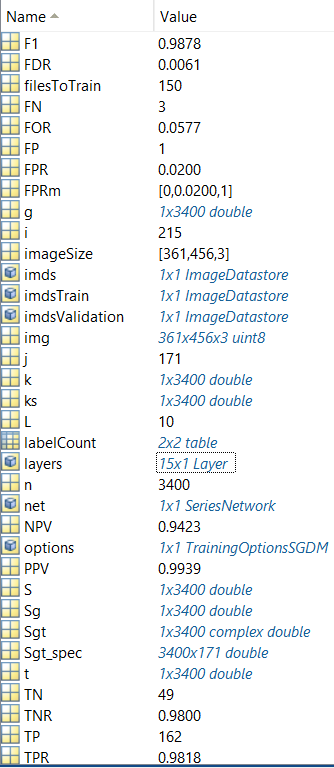 Name Value
F1 0.9878
FDR 0.0061
filesToTrain 150
FN 3
FOR 0.0577
FP 1
FPR 0.0200
FPRm [0,0.0200,1]
g 1x3400 double
i 215
imageSize [361,456,3]
imds 1x1 ImageDatastore
imdsTrain 1x1 ImageDatastore
imdsValidation 1x1 ImageDatastore
img 361x456x3 uint8
j 171
k 1x3400 double
ks 1x3400 double
L 10
labelCount 2x2 table
layers 15x1 Layer
n 3400
net 1x1 SeriesNetwork
NPV 0.9423
options 1x1 TrainingOptionsSGDM
PPV 0.9939
S 1x3400 double
Sg 1x3400 double
Sgt 1x3400 complex double
Sgt_spec 3400x171 double
t 1x3400 double
TN 49
TNR 0.9800
TP 162
TPR 0.9818